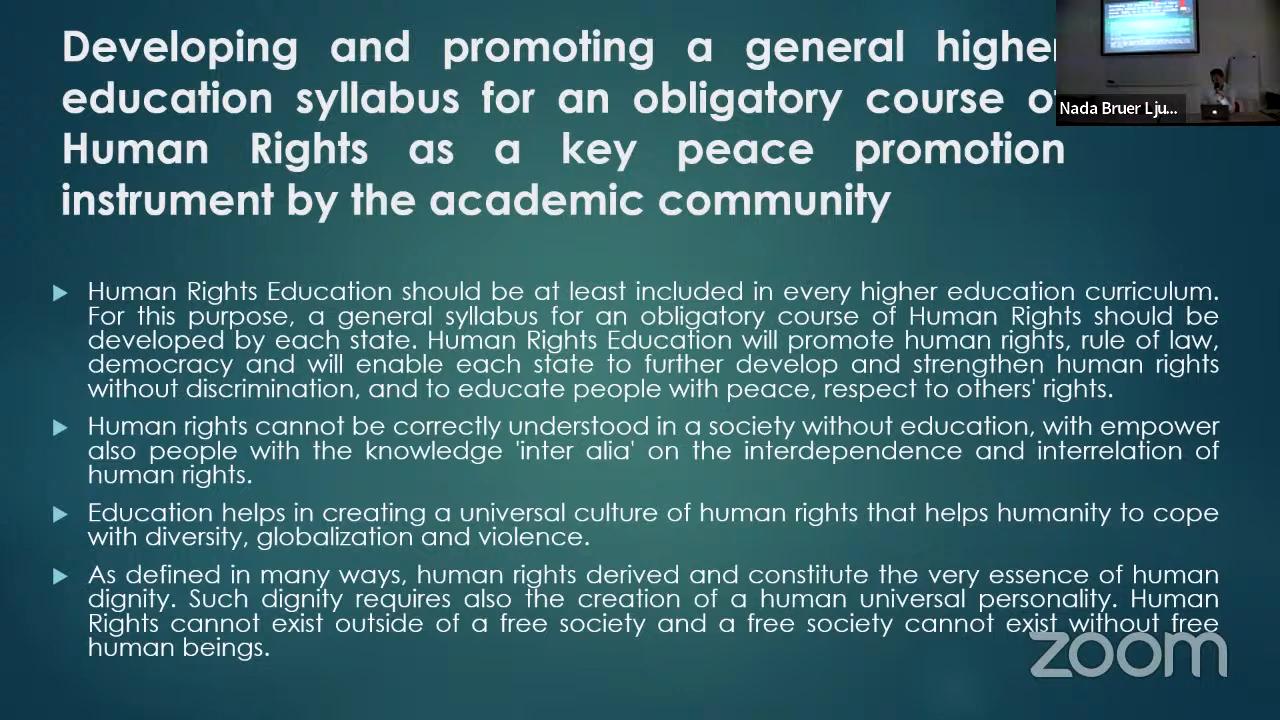 Developing and promoting a general higher
education syllabus for an obligatory course of
Human Rights as a key peace promotion
instrument by the academic community
Nada Bruer Lju...
Human Rights Education should be at least included in every higher education curriculum.
For this purpose, a general syllabus for an obligatory course of Human Rights should be
developed by each state. Human Rights Education will promote human rights, rule of law,
democracy and will enable each state to further develop and strengthen human rights
without discrimination, and to educate people with peace, respect to others' rights.
Human rights cannot be correctly understood in a society without education, with empower
also people with the knowledge 'inter alia' on the interdependence and interrelation of
human rights.
Education helps in creating a universal culture of human rights that helps humanity to cope
with diversity, globalization and violence.
As defined in many ways, human rights derived and constitute the very essence of human
dignity. Such dignity requires also the creation of a human universal personality. Human
Rights cannot exist outside of a free society and a free society cannot exist without free
human beings.
zoom